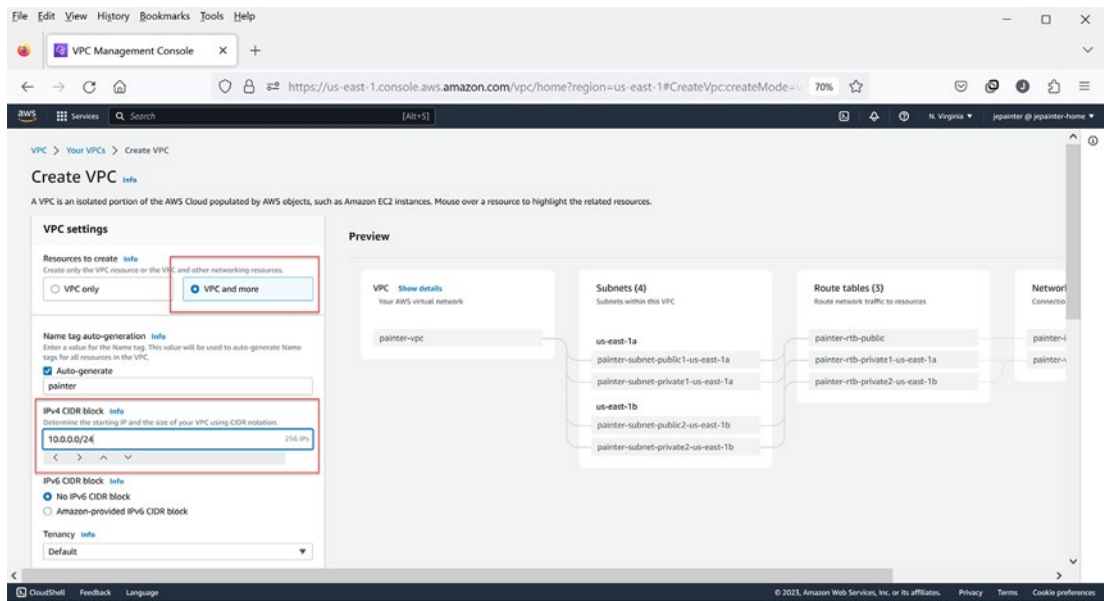 File Edit View History Bookmarks Tools Help
VPC Management Console
https://us-east-1.console.aws.amazon.com/vpc/home?region=us-east-1#CreateVpc:createMode=
70%
aws Services Search [Alt+S] N. Virginia jepainter @ jepainter-home
VPC > Your VPCs > Create VPC
Create VPC Info
A VPC is an isolated portion of the AWS Cloud populated by AWS objects, such as Amazon EC2 instances. Mouse over a resource to highlight the related resources.
VPC settings
Resources to create Info
Create only the VPC resource or the VPC and other networking resources.
VPC only
VPC and more
Name tag auto-generation Info
Enter a value for the Name tag. This value will be used to auto-generate Name
tags for all resources in the VPC.
Auto-generate
painter
IPv4 CIDR block Info
Determine the starting IP and the size of your VPC using CIDR notation.
10.0.0.0/24 256 IPs
IPv6 CIDR block Info
No IPv6 CIDR block
Amazon-provided IPv6 CIDR block
Tenancy Info
Default
Preview
VPC Show details
Your AWS virtual network
painter-vpc
Subnets (4)
Subnets within this VPC
us-east-1a
painter-subnet-public1-us-east-1a
painter-subnet-private1-us-east-1a
us-east-1b
painter-subnet-public2-us-east-1b
painter-subnet-private2-us-east-1b
Route tables (3)
Route network traffic to resources
painter-rtb-public
painter-rtb-private1-us-east-1a
painter-rtb-private2-us-east-1b
Networ
Connectio
painter-i
painter-v
CloudShell Feedback Language © 2023, Amazon Web Services, Inc. or its affiliates. Privacy Terms Cookie preferences